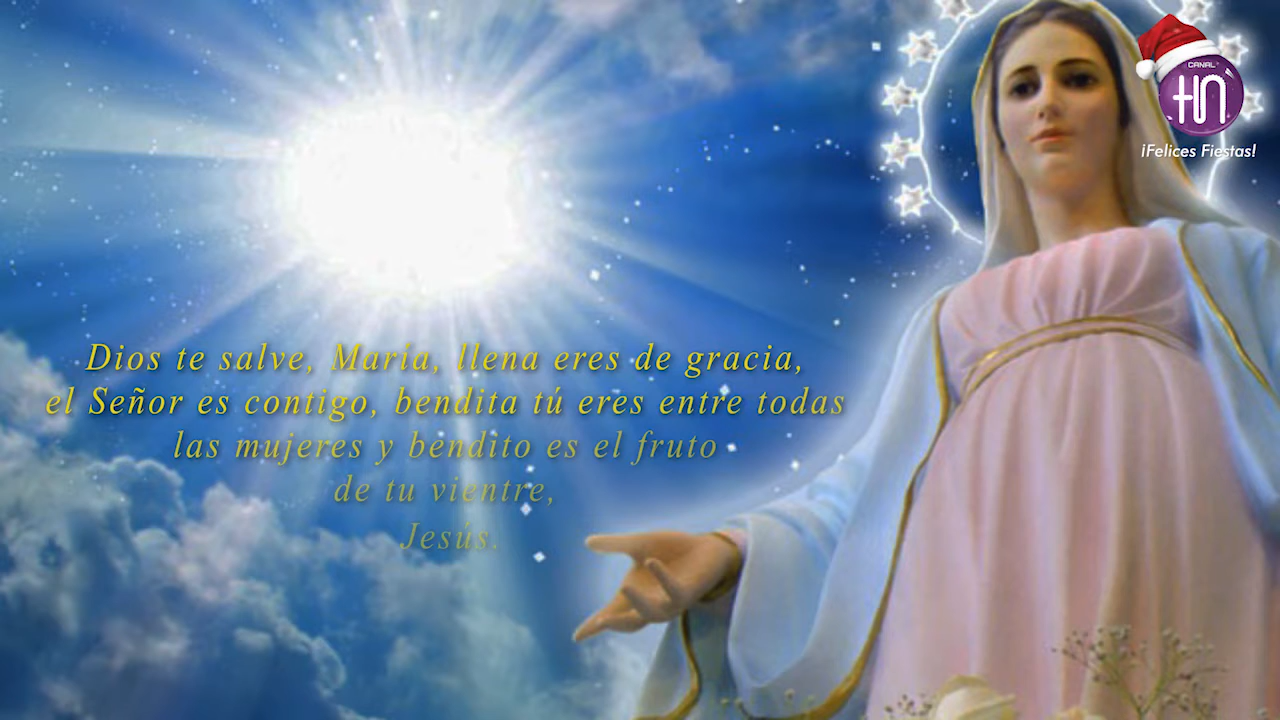 CANAL
HN
¡Felices Fiestas!
Dios te salve, María, llena eres de gracia,
el Señor es contigo, bendita tú eres entre todas
las mujeres y bendito es el fruto
de tu vientre,
Jesús.